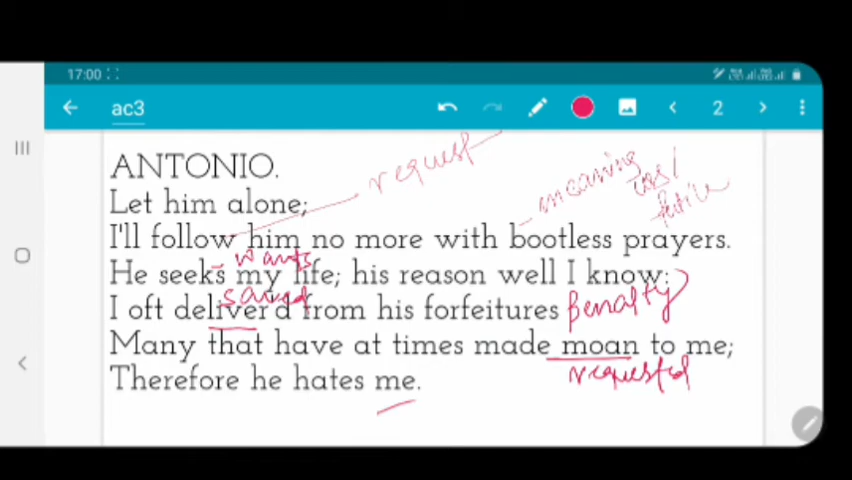 17:00
ac3
2
ANTONIO.
request
meaning
Let him alone;
I'll follow him no more with bootless prayers.
wants
He seeks my life; his reason well I know:
saved
I oft deliver'd from his forfeitures penalty
Many that have at times made moan to me;
requested
Therefore he hates me.